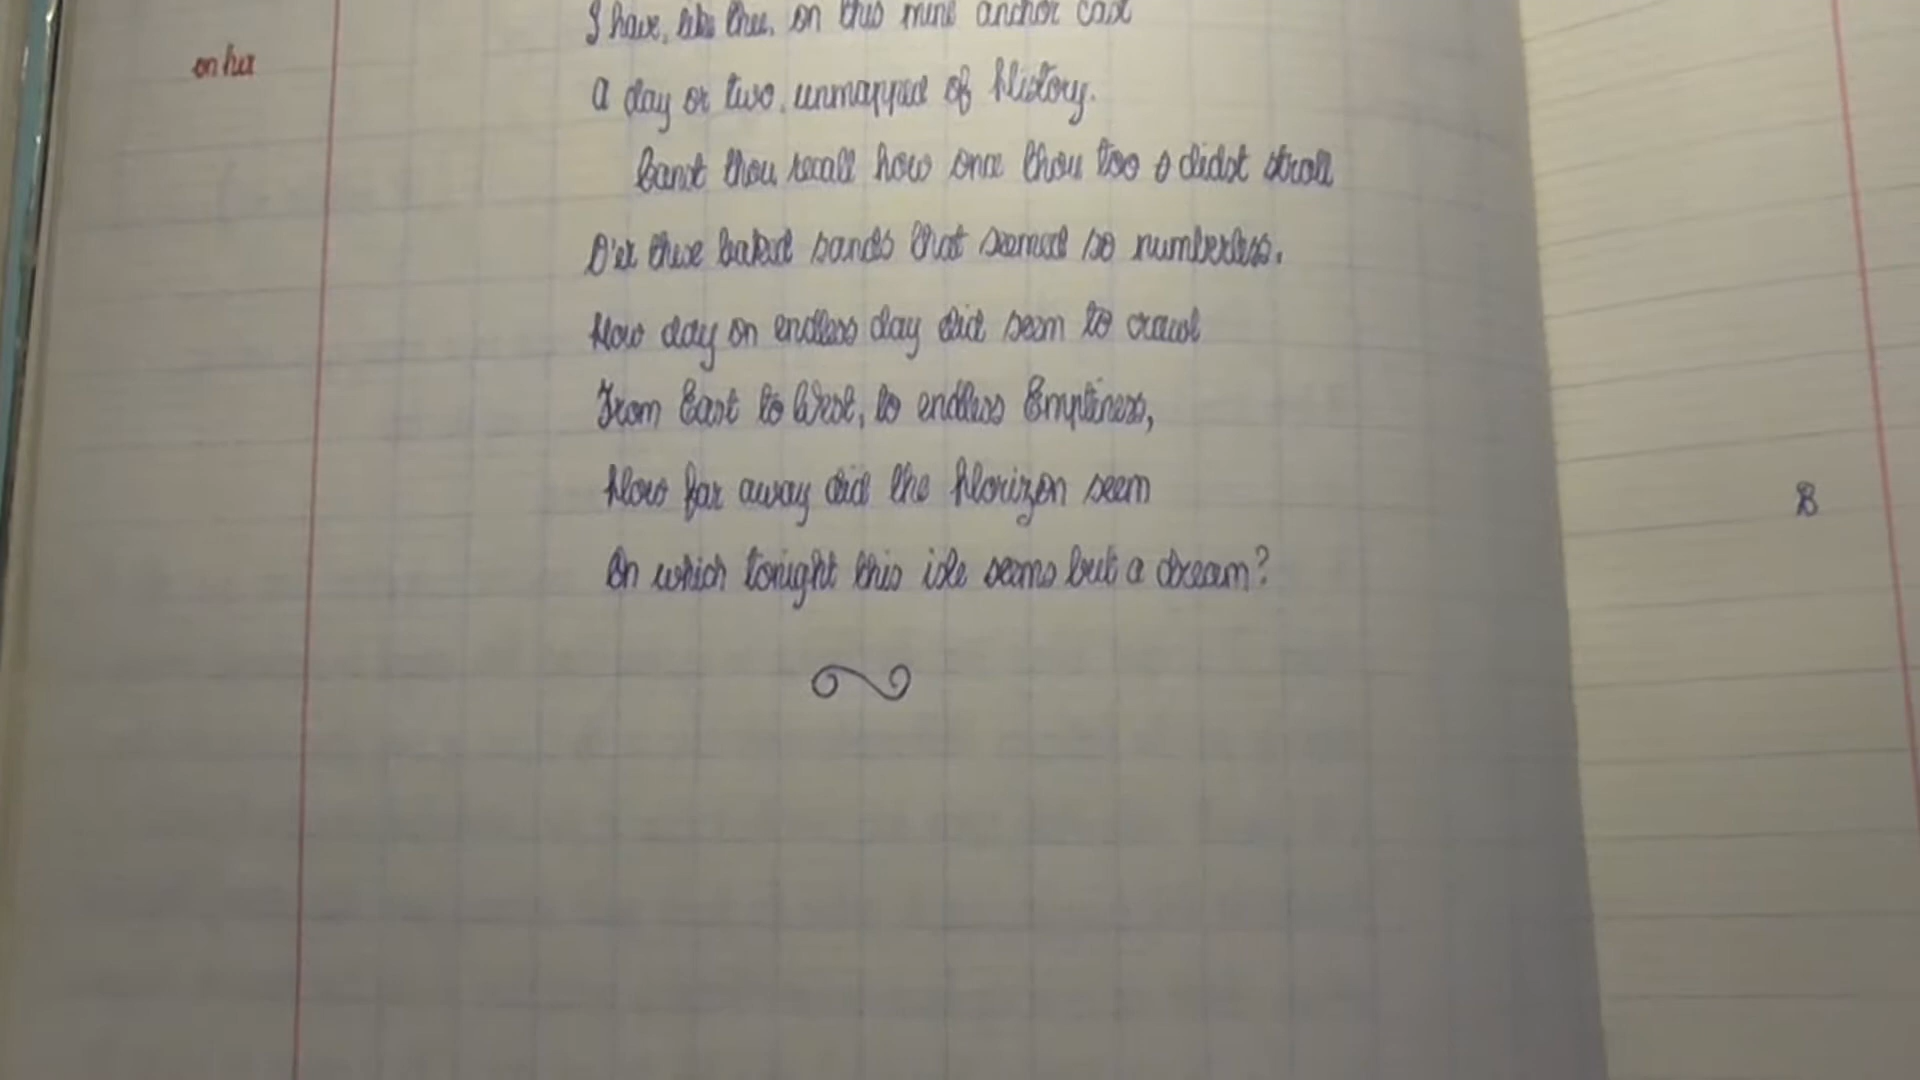 I have, like thee, on this mine anchor cast
on her
A day or two, unmapped of History.
Canst thou recall how once thou too didst stroll
O'er these baked sands that seemed so numberless.
How day on endless day did seem to crawl
From East to West, to endless Emptiness,
How far away did the Horizon seem
On which tonight this isle seems but a dream?
B